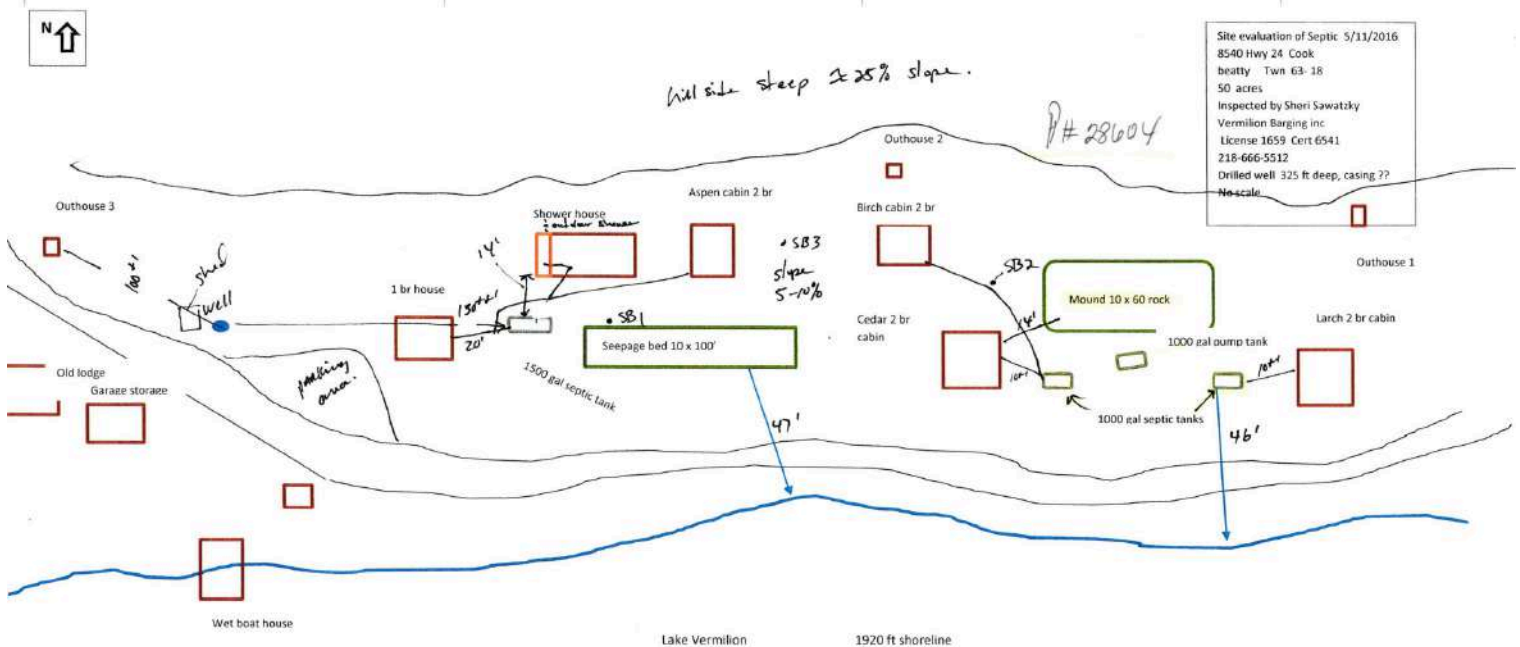 N
Site evaluation of Septic 5/11/2016
8540 Hwy 24 Cook
beatty Twn 63- 18
50 acres
Inspected by Sheri Sawatzky
Vermilion Barging inc
License 1659 Cert 6541
218-666-5512
Drilled well 325 ft deep, casing ??
No scale
hill side steep ≈ 25% slope.
P# 28604
Outhouse 2
Aspen cabin 2 br
Outhouse 3
Shower house
outdoor shower
Birch cabin 2 br
SB3
slope
5-10%
14'
100+'
shed
well
1 br house
130+'
20'
SB1
Seepage bed 10 x 100'
1500 gal septic tank
SB2
Outhouse 1
Mound 10 x 60 rock
Cedar 2 br
cabin
14'
10+'
1000 gal pump tank
Larch 2 br cabin
10+'
1000 gal septic tanks
parking
area.
Old lodge
Garage storage
47'
46'
Wet boat house
Lake Vermilion
1920 ft shoreline